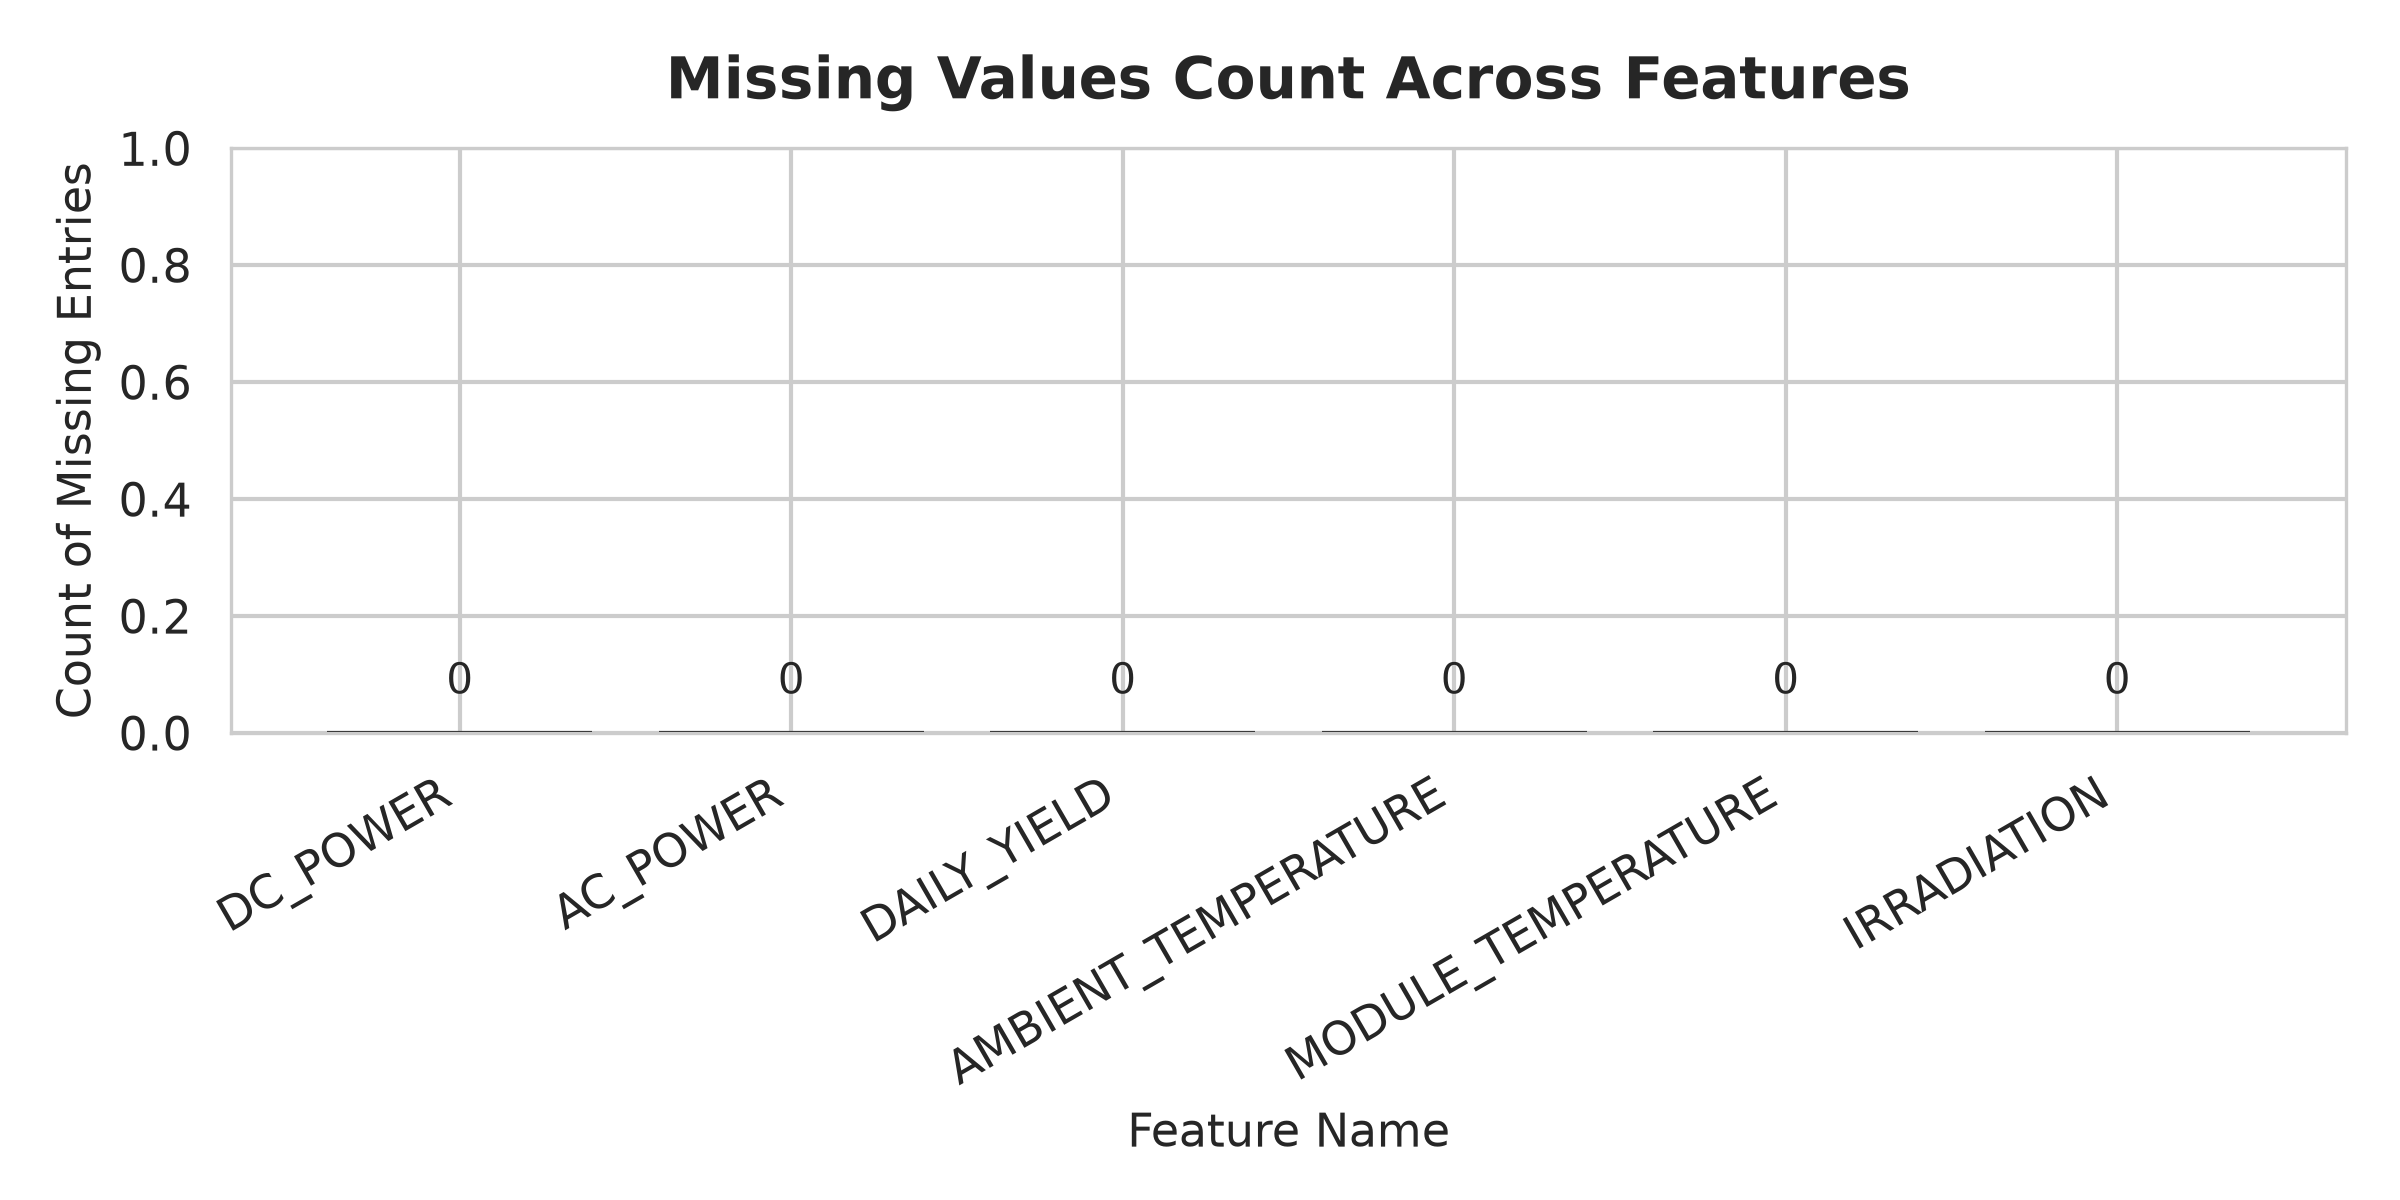 Missing Values Count Across Features
Count of Missing Entries
1.0
0.8
0.6
0.4
0.2
0.0
0 0 0 0 0 0
DC_POWER
AC_POWER
DAILY_YIELD
AMBIENT_TEMPERATURE
MODULE_TEMPERATURE
IRRADIATION
Feature Name